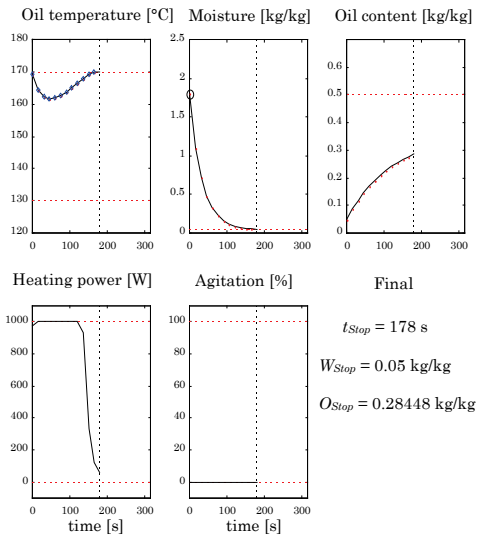 Oil temperature [°C] Moisture [kg/kg] Oil content [kg/kg]
180
170
160
150
140
130
120
0 100 200 300
2.5
2
1.5
1
0.5
0
0 100 200 300
0.6
0.5
0.4
0.3
0.2
0.1
0
0 100 200 300
Heating power [W] Agitation [%] Final
1000
800
600
400
200
0
0 100 200 300
time [s]
100
80
60
40
20
0
0 100 200 300
time [s]
tStop = 178 s
WStop = 0.05 kg/kg
OStop = 0.28448 kg/kg